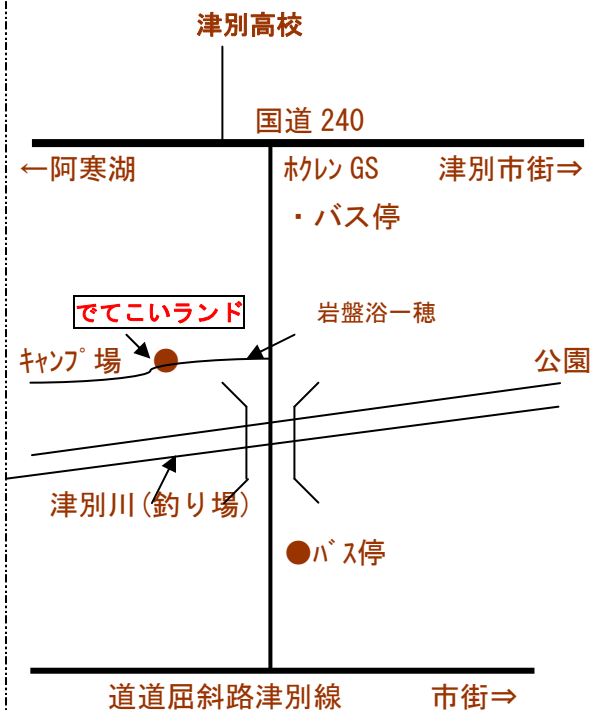 津別高校
国道 240
←阿寒湖
ホクレン GS
津別市街⇒
・バス停
でてこいランド
岩盤浴一穂
キャンプ場
公園
津別川(釣り場)
●バス停
道道屈斜路津別線
市街⇒